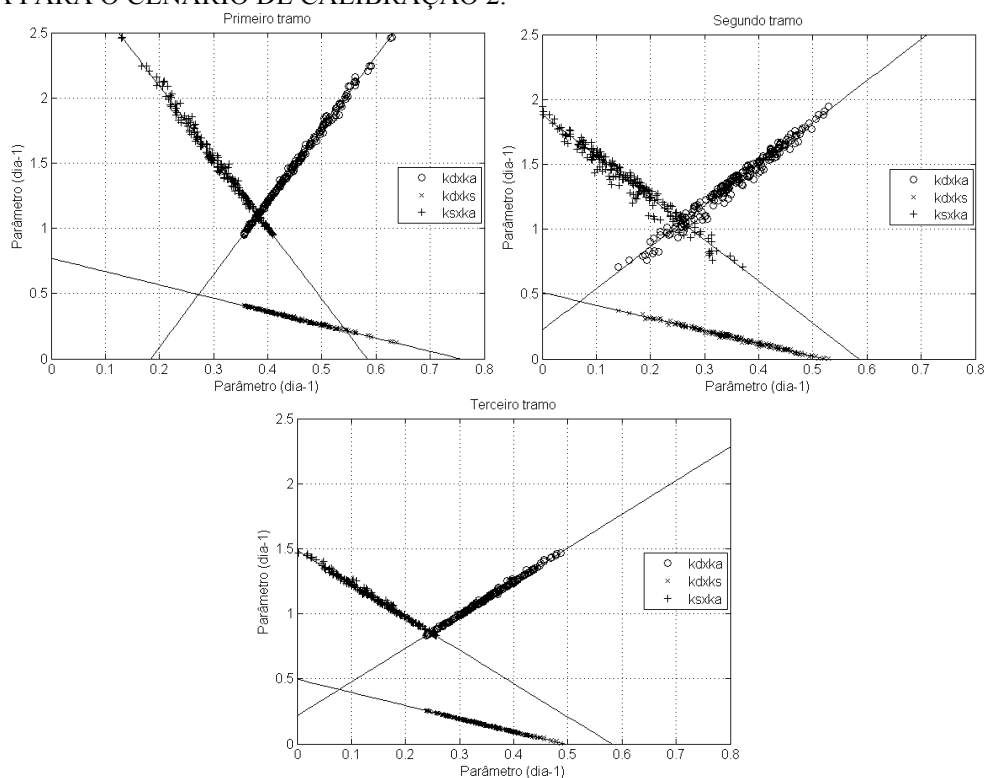 A PARA O CENÁRIO DE CALIBRAÇÃO 2.
Primeiro tramo
2.5
2
1.5
1
0.5
0
Parâmetro (dia-1)
0 0.1 0.2 0.3 0.4 0.5 0.6 0.7 0.8
Parâmetro (dia-1)
kdxka
kdxks
ksxka
Segundo tramo
2.5
2
1.5
1
0.5
0
Parâmetro (dia-1)
0 0.1 0.2 0.3 0.4 0.5 0.6 0.7 0.8
Parâmetro (dia-1)
kdxka
kdxks
ksxka
Terceiro tramo
2.5
2
1.5
1
0.5
0
Parâmetro (dia-1)
0 0.1 0.2 0.3 0.4 0.5 0.6 0.7 0.8
Parâmetro (dia-1)
kdxka
kdxks
ksxka